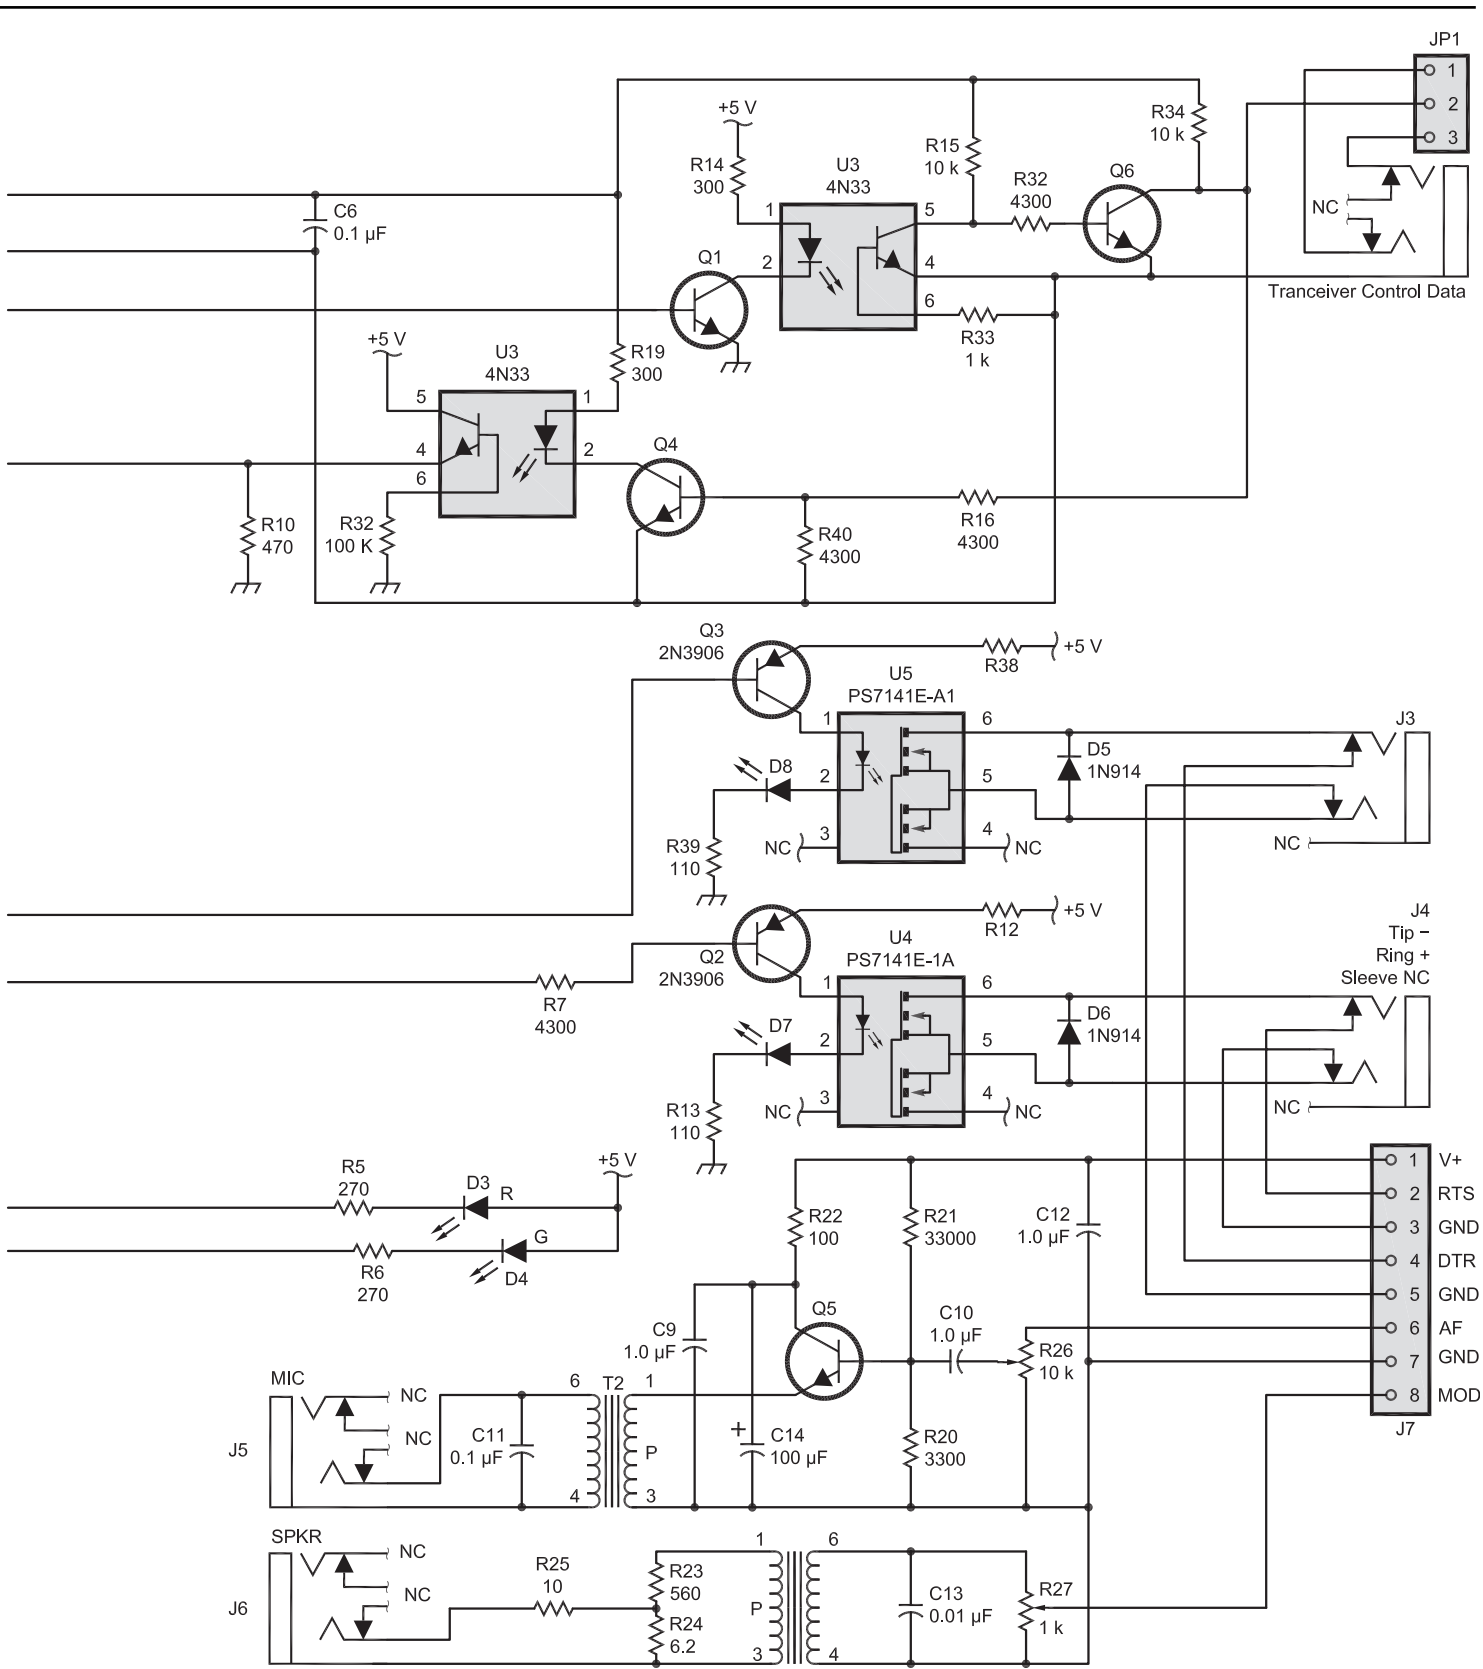 JP1
1
2
3
+5 V
R14
300
U3
4N33
R15
10 k
R34
10 k
R32
4300
Q6
NC
C6
0.1 µF
Q1
1
2
5
4
6
R33
1 k
Tranceiver Control Data
+5 V
U3
4N33
R19
300
5
4
6
1
2
Q4
R10
470
R32
100 K
R40
4300
R16
4300
Q3
2N3906
R38
+5 V
U5
PS7141E-A1
1
2
3
6
5
4
D8
D5
1N914
J3
R39
110
NC
NC
NC
R12
+5 V
Q2
2N3906
U4
PS7141E-1A
J4
Tip –
Ring +
Sleeve NC
R7
4300
1
2
3
6
5
4
D7
D6
1N914
R13
110
NC
NC
NC
R5
270
D3
R
+5 V
R6
270
G
D4
R22
100
R21
33000
C12
1.0 µF
1 V+
2 RTS
3 GND
4 DTR
5 GND
6 AF
7 GND
8 MOD
J7
Q5
C9
1.0 µF
C10
1.0 µF
R26
10 k
MIC
NC
NC
J5
C11
0.1 µF
6
T2
1
P
4
3
+
C14
100 µF
R20
3300
SPKR
NC
NC
J6
R25
10
R23
560
R24
6.2
1
P
3
6
4
C13
0.01 µF
R27
1 k